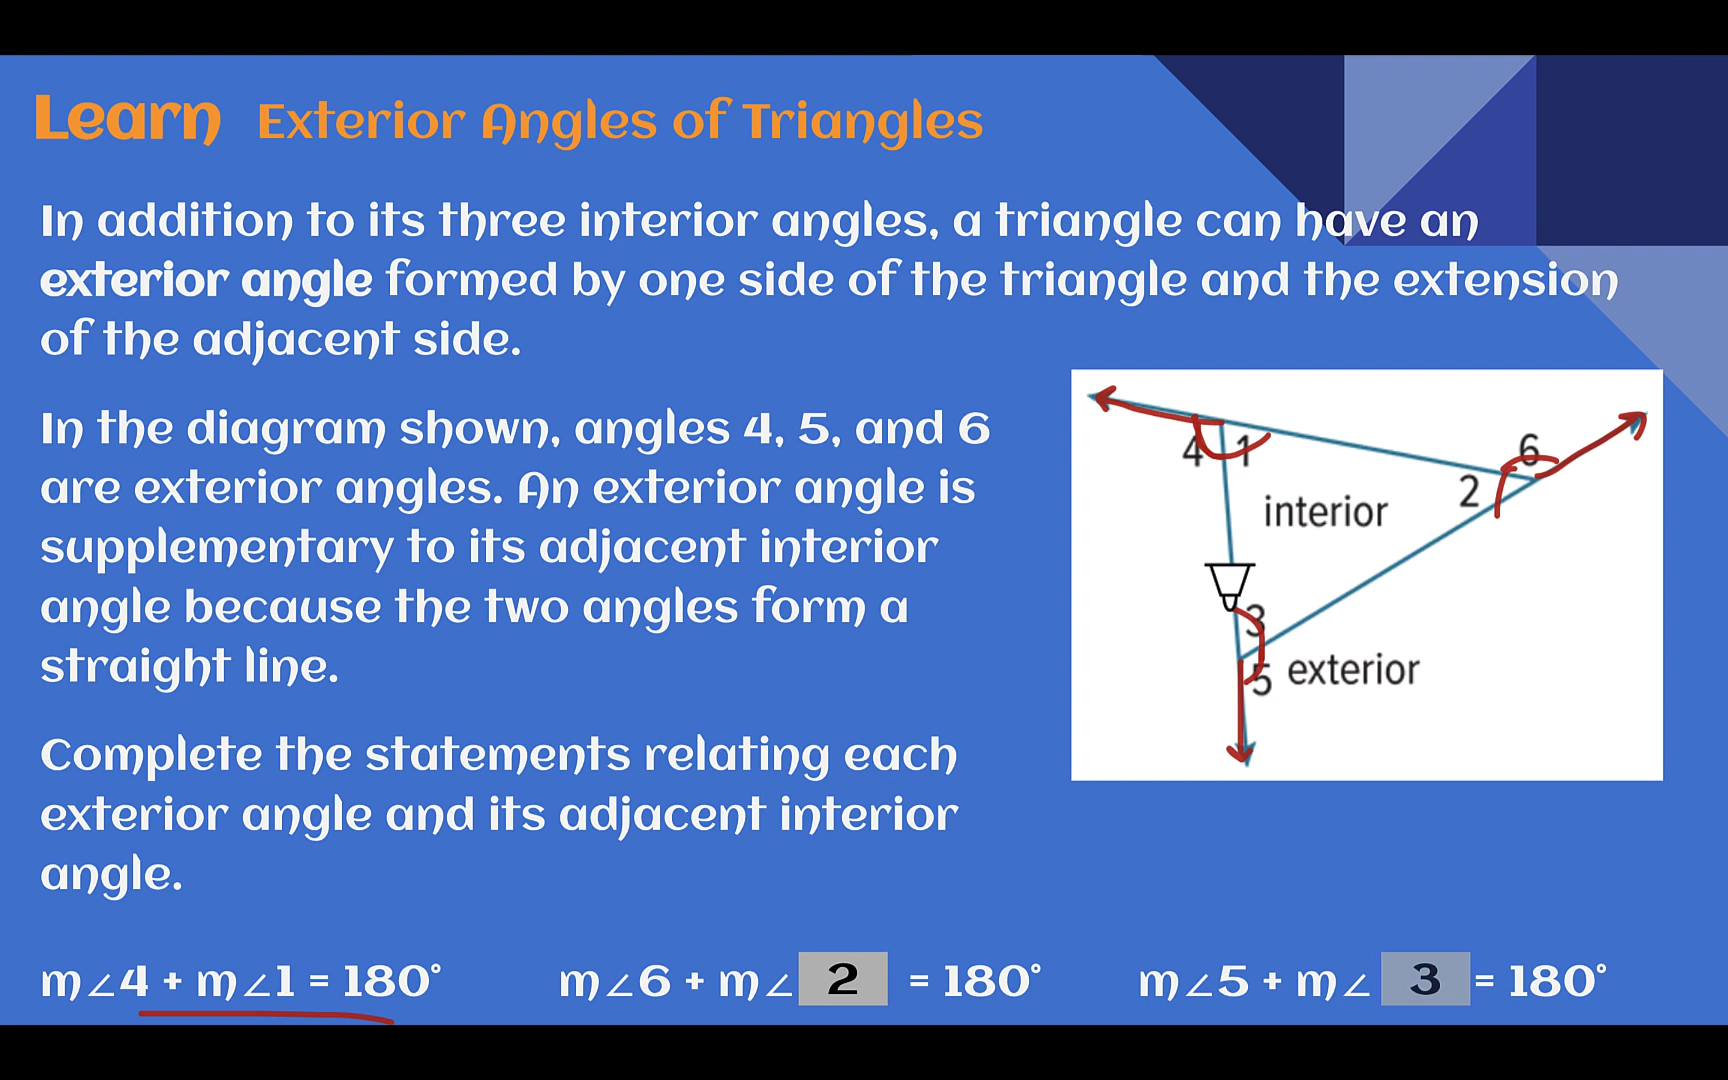 Learn Exterior Angles of Triangles
In addition to its three interior angles, a triangle can have an
exterior angle formed by one side of the triangle and the extension
of the adjacent side.
In the diagram shown, angles 4, 5, and 6
are exterior angles. An exterior angle is
supplementary to its adjacent interior
angle because the two angles form a
straight line.
Complete the statements relating each
exterior angle and its adjacent interior
angle.
4 1
6
2
interior
3
5 exterior
m∠4 + m∠1 = 180° m∠6 + m∠ 2 = 180° m∠5 + m∠ 3 = 180°